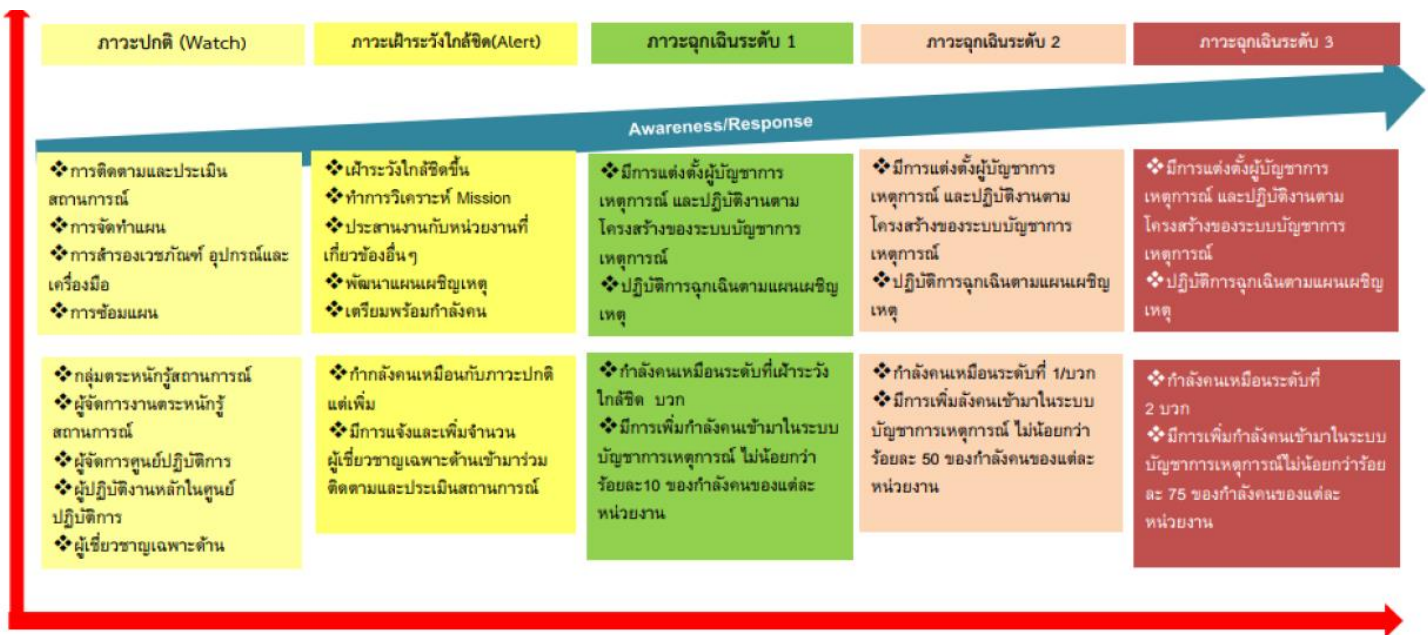 ภาวะปกติ (Watch)
ภาวะเฝ้าระวังใกล้ชิด(Alert)
ภาวะฉุกเฉินระดับ 1
ภาวะฉุกเฉินระดับ 2
ภาวะฉุกเฉินระดับ 3
Awareness/Response
❖การติดตามและประเมิน
สถานการณ์
❖การจัดทำแผน
❖การสำรองเวชภัณฑ์ อุปกรณ์และ
เครื่องมือ
❖การซ้อมแผน
❖เฝ้าระวังใกล้ชิดขึ้น
❖ทำการวิเคราะห์ Mission
❖ประสานงานกับหน่วยงานที่
เกี่ยวข้องอื่นๆ
❖พัฒนาแผนเผชิญเหตุ
❖เตรียมพร้อมกำลังคน
❖มีการแต่งตั้งผู้บัญชาการ
เหตุการณ์ และปฏิบัติงานตาม
โครงสร้างของระบบบัญชาการ
เหตุการณ์
❖ปฏิบัติการฉุกเฉินตามแผนเผชิญ
เหตุ
❖มีการแต่งตั้งผู้บัญชาการ
เหตุการณ์ และปฏิบัติงานตาม
โครงสร้างของระบบบัญชาการ
เหตุการณ์
❖ปฏิบัติการฉุกเฉินตามแผนเผชิญ
เหตุ
❖มีการแต่งตั้งผู้บัญชาการ
เหตุการณ์ และปฏิบัติงานตาม
โครงสร้างของระบบบัญชาการ
เหตุการณ์
❖ปฏิบัติการฉุกเฉินตามแผนเผชิญ
เหตุ
❖กลุ่มตระหนักรู้สถานการณ์
❖ผู้จัดการงานตระหนักรู้
สถานการณ์
❖ผู้จัดการศูนย์ปฏิบัติการ
❖ผู้ปฏิบัติงานหลักในศูนย์
ปฏิบัติการ
❖ผู้เชี่ยวชาญเฉพาะด้าน
❖กำกลังคนเหมือนกับภาวะปกติ
แต่เพิ่ม
❖มีการแจ้งและเพิ่มจำนวน
ผู้เชี่ยวชาญเฉพาะด้านเข้ามาร่วม
ติดตามและประเมินสถานการณ์
❖กำลังคนเหมือนระดับที่เฝ้าระวัง
ใกล้ชิด บวก
❖มีการเพิ่มกำลังคนเข้ามาในระบบ
บัญชาการเหตุการณ์ ไม่น้อยกว่า
ร้อยละ10 ของกำลังคนของแต่ละ
หน่วยงาน
❖กำลังคนเหมือนระดับที่ 1/บวก
❖มีการเพิ่มลังคนเข้ามาในระบบ
บัญชาการเหตุการณ์ ไม่น้อยกว่า
ร้อยละ 50 ของกำลังคนของแต่ละ
หน่วยงาน
❖กำลังคนเหมือนระดับที่
2 บวก
❖มีการเพิ่มกำลังคนเข้ามาในระบบ
บัญชาการเหตุการณ์ไม่น้อยกว่าร้อย
ละ 75 ของกำลังคนของแต่ละ
หน่วยงาน